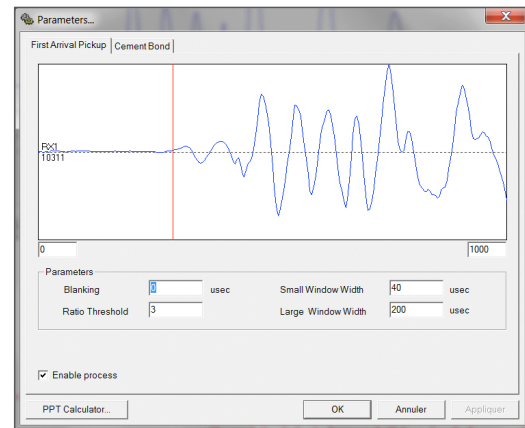 Parameters...
First Arrival Pickup Cement Bond
RX1
10311
0 1000
Parameters
Blanking 0 usec Small Window Width 40 usec
Ratio Threshold 3 Large Window Width 200 usec
Enable process
PPT Calculator... OK Annuler Appliquer